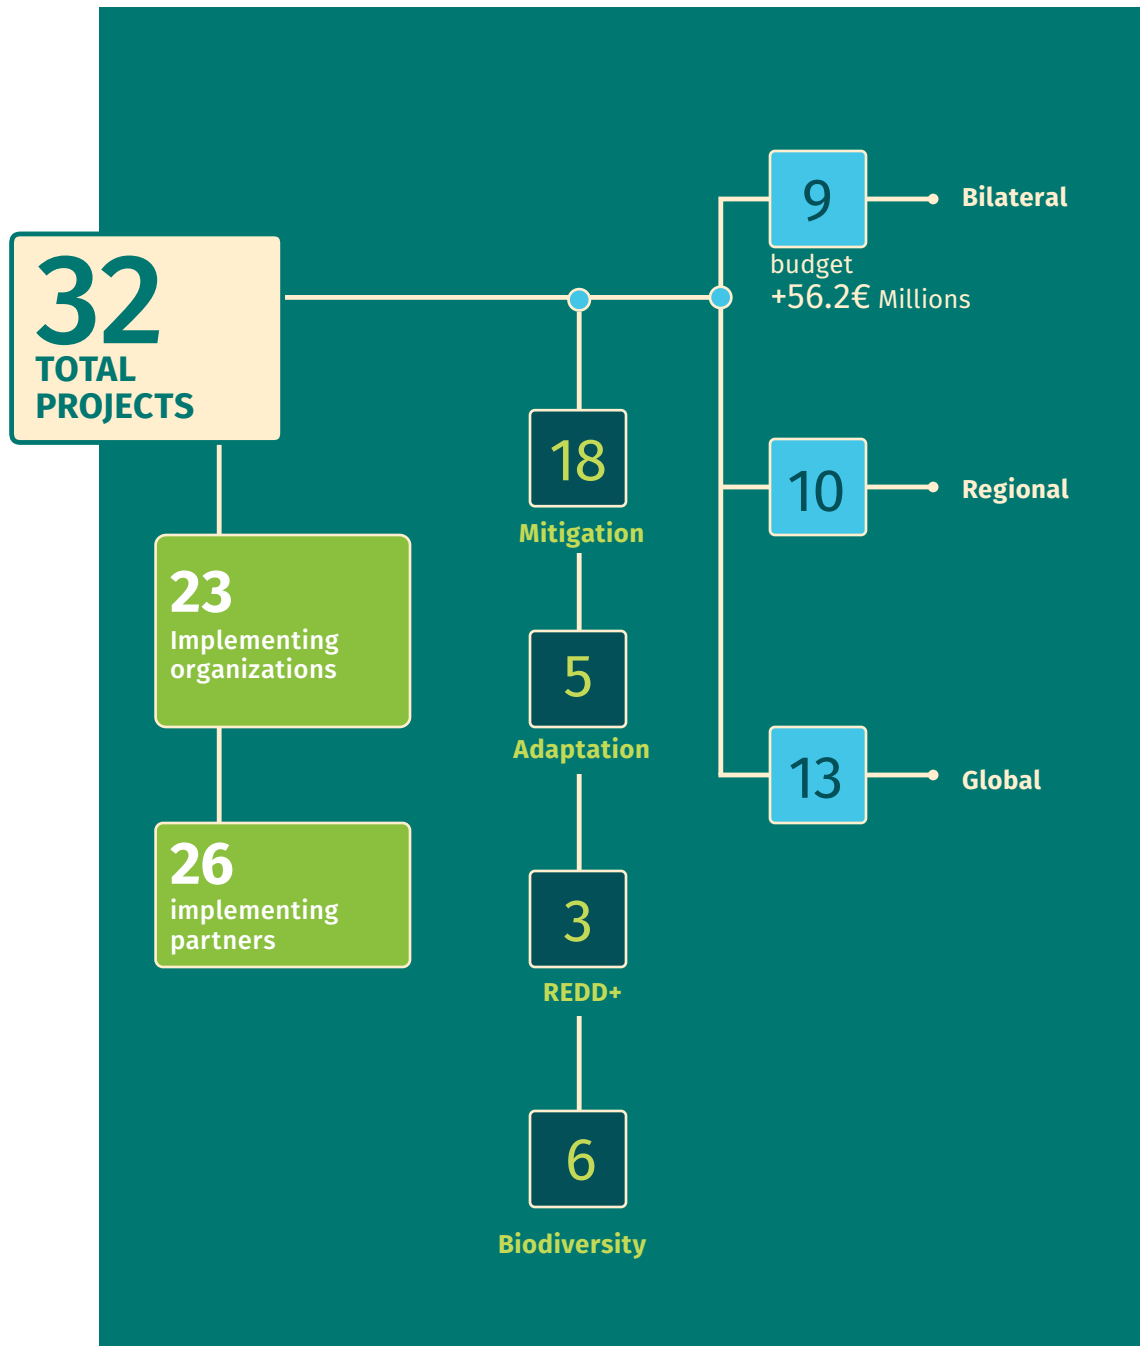 32
TOTAL
PROJECTS
23
Implementing
organizations
26
implementing
partners
18
Mitigation
5
Adaptation
3
REDD+
6
Biodiversity
9
Bilateral
budget
+56.2€ Millions
10
Regional
13
Global